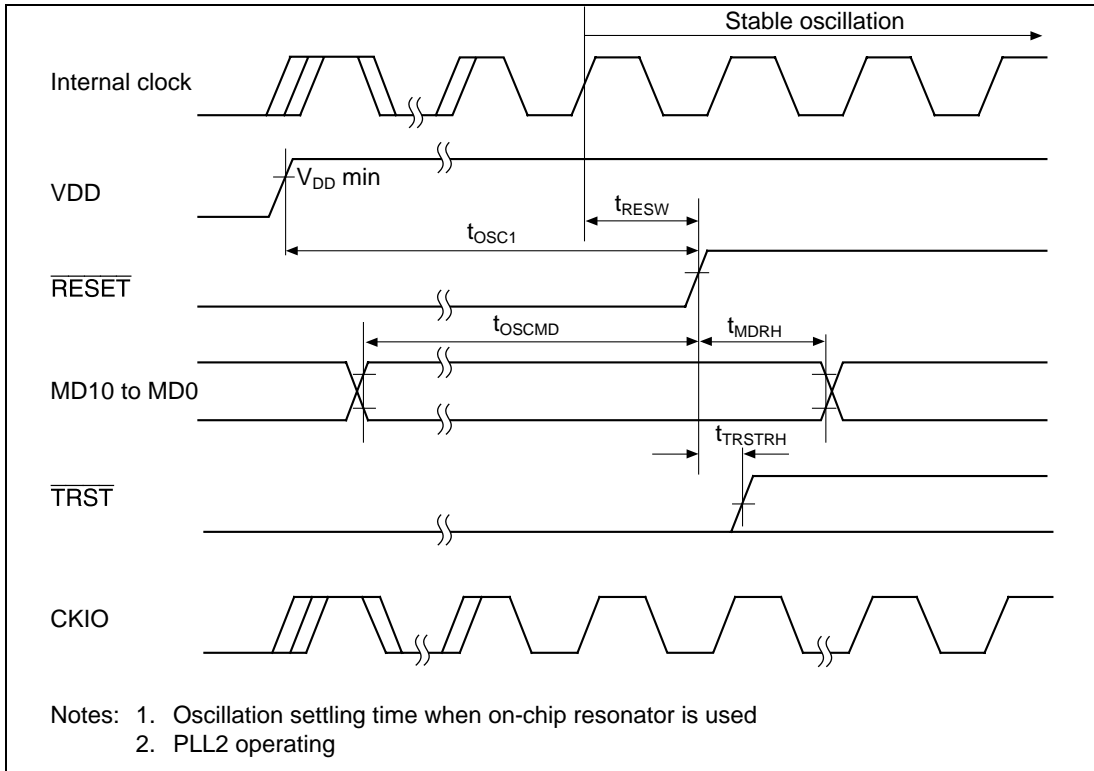 Stable oscillation
Internal clock
VDD
VDD min
tRESW
tOSC1
RESET
tOSCMD
tMDRH
MD10 to MD0
tTRSTRH
TRST
CKIO
Notes: 1. Oscillation settling time when on-chip resonator is used
2. PLL2 operating